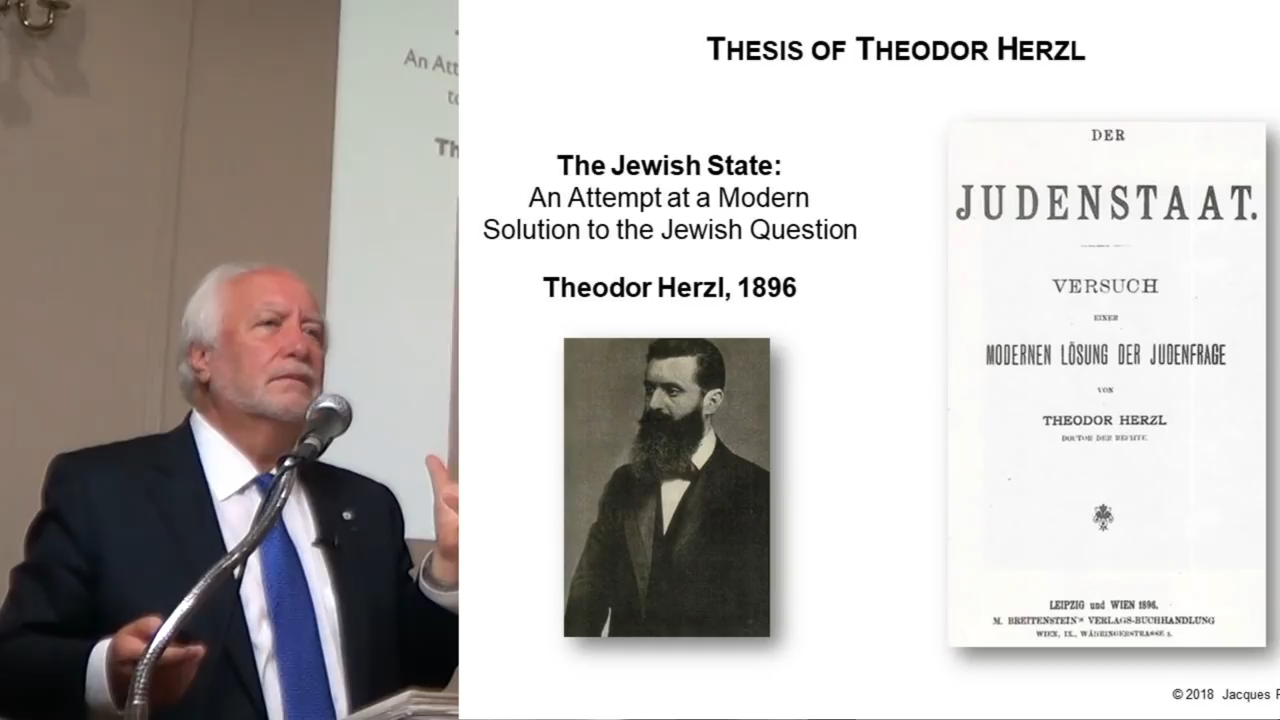 THESIS OF THEODOR HERZL
An Att
to
Th
The Jewish State:
An Attempt at a Modern
Solution to the Jewish Question
Theodor Herzl, 1896
DER
JUDENSTAAT.
VERSUCH
EINER
MODERNEN LÖSUNG DER JUDENFRAGE
VON
THEODOR HERZL
DOCTOR DER RECHTE.
LEIPZIG und WIEN 1896.
M. BREITENSTEIN'S VERLAGS-BUCHHANDLUNG
WIEN, IX., WÄHRINGERSTRASSE 5.
© 2018 Jacques